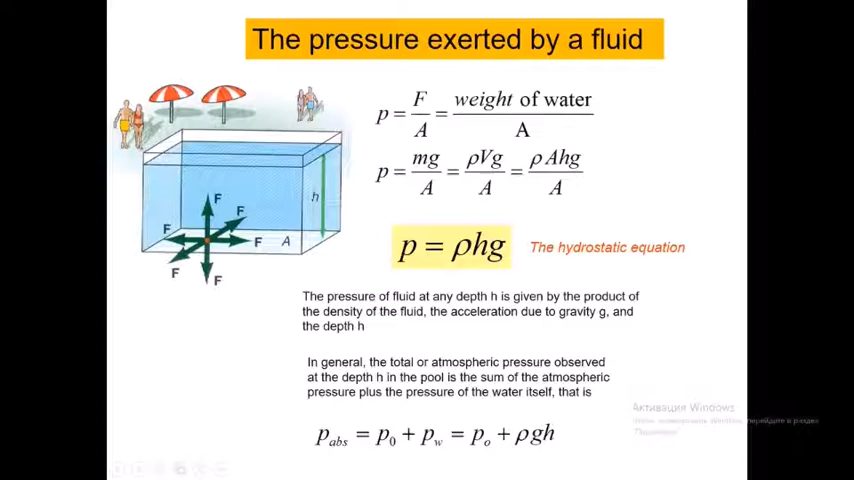 The pressure exerted by a fluid
p = F/A = weight of water/A
p = mg/A = ρVg/A = ρAhg/A
p = ρhg
The hydrostatic equation
h
F
F
F
F
A
F
F
The pressure of fluid at any depth h is given by the product of
the density of the fluid, the acceleration due to gravity g, and
the depth h
In general, the total or atmospheric pressure observed
at the depth h in the pool is the sum of the atmospheric
pressure plus the pressure of the water itself, that is
Активация Windows
перейдите в раздел
p_abs = p_0 + p_w = p_o + ρgh